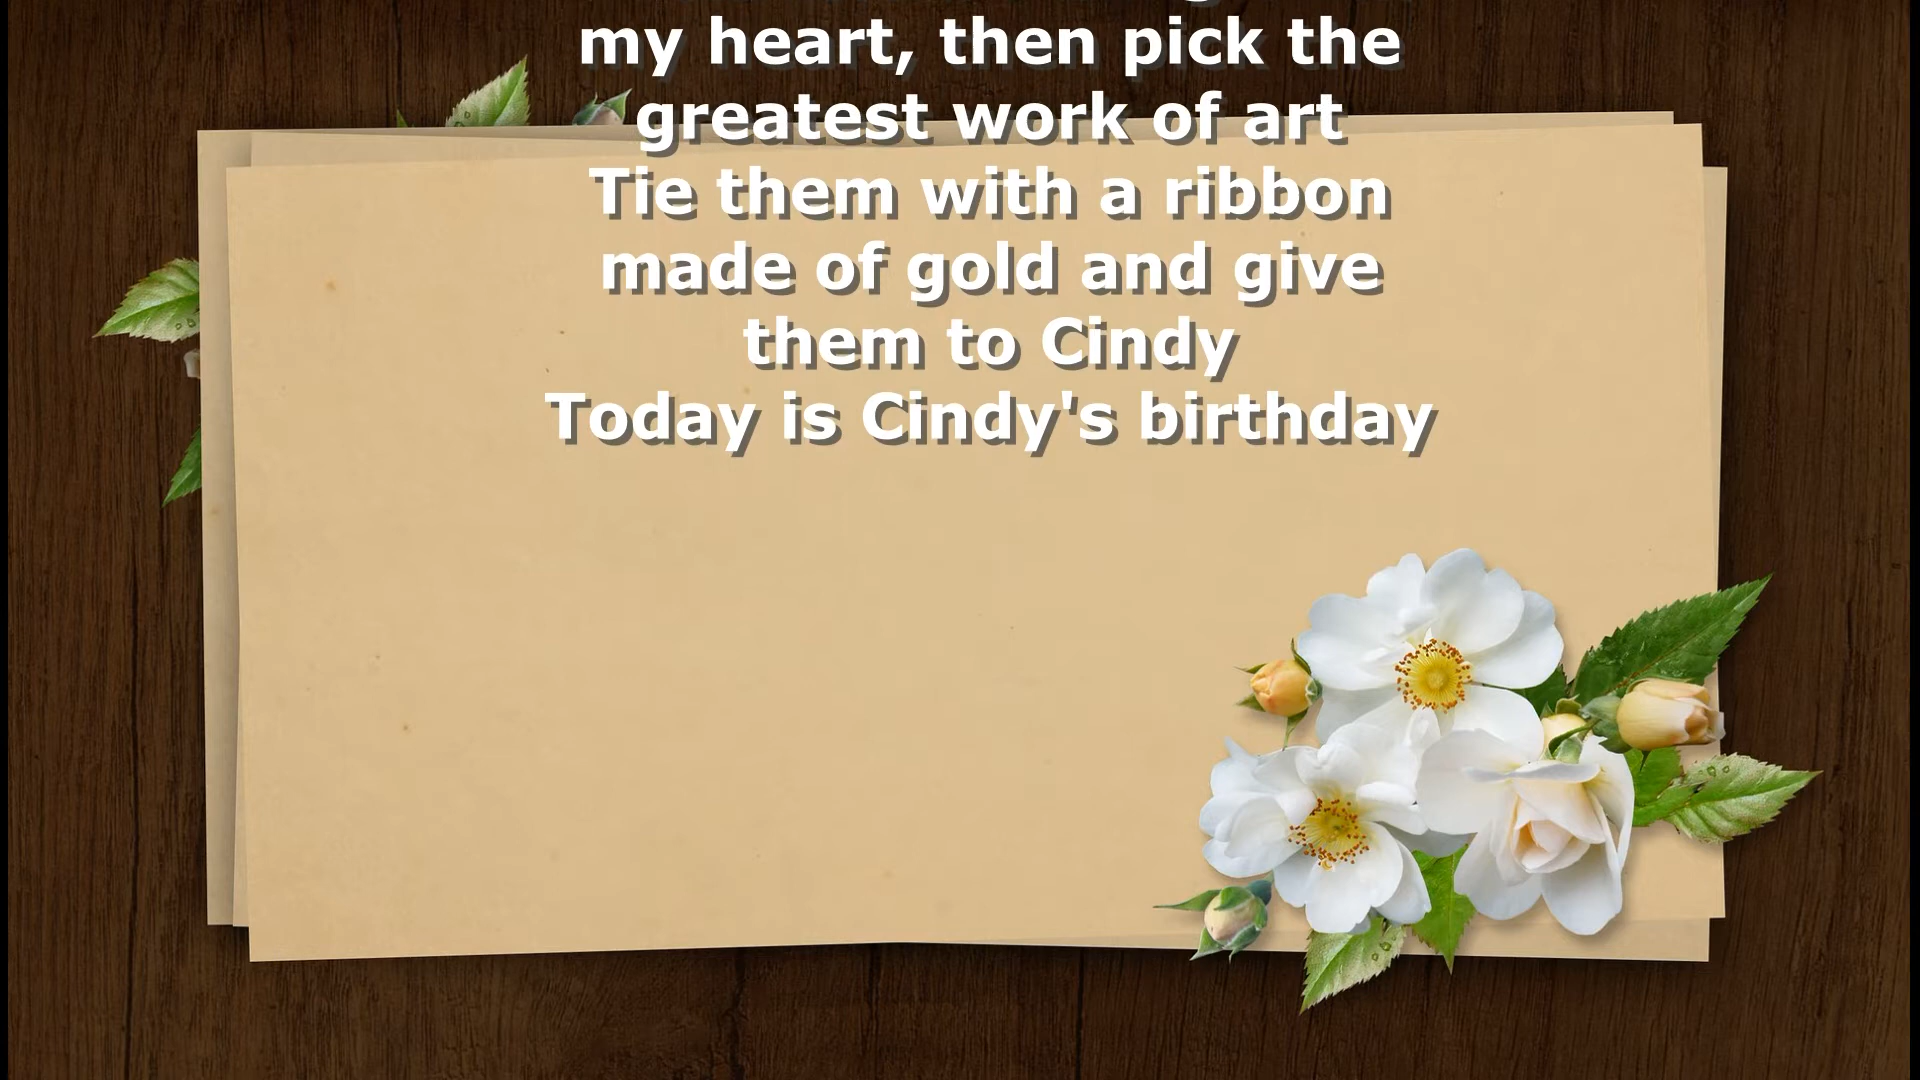 my heart, then pick the
greatest work of art
Tie them with a ribbon
made of gold and give
them to Cindy
Today is Cindy's birthday